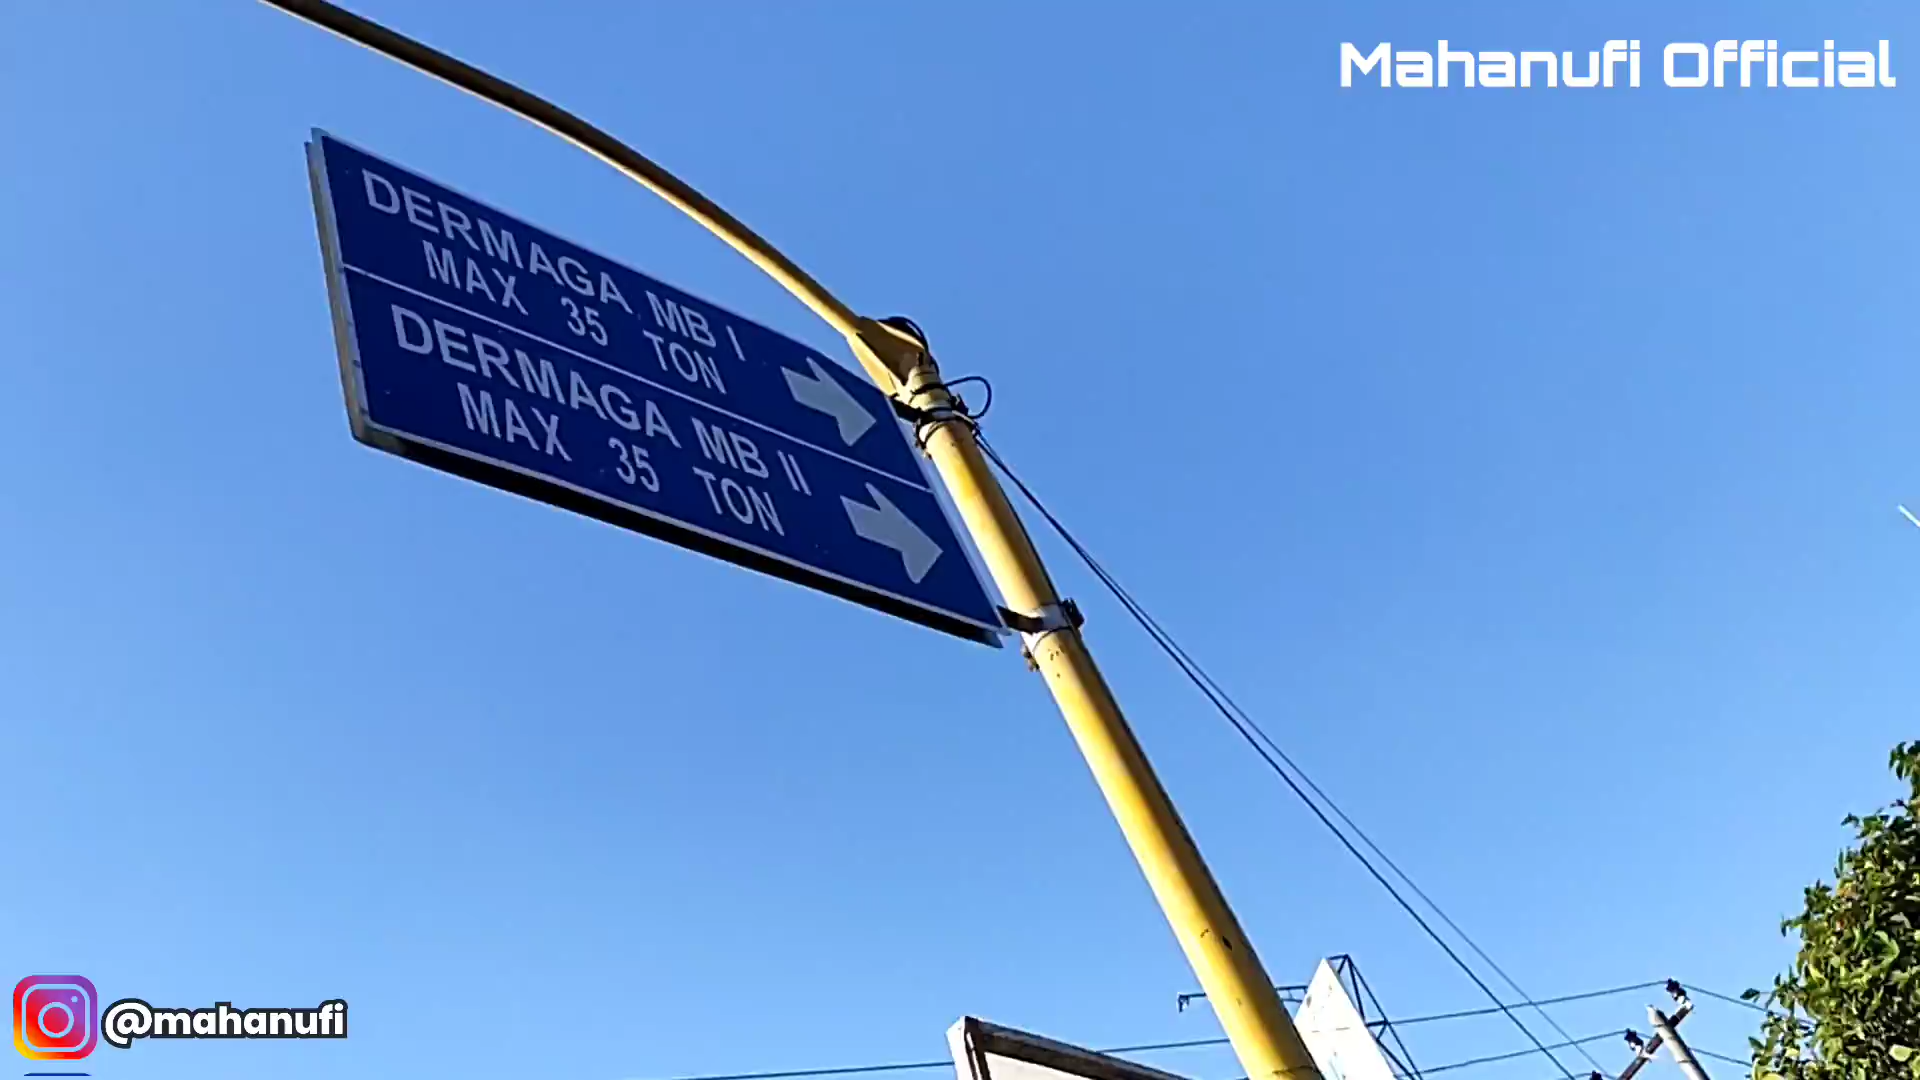 Mahanufi Official
DERMAGA MB I
MAX 35 TON
DERMAGA MB II
MAX 35 TON
@mahanufi